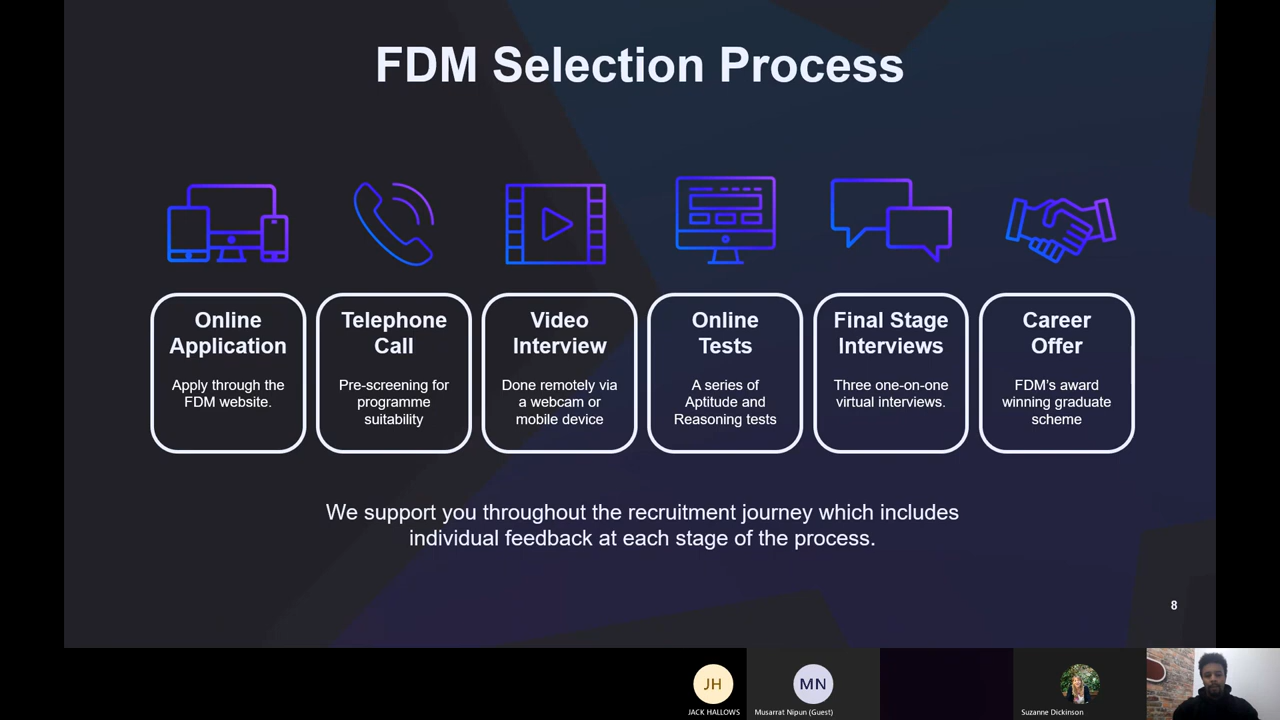 FDM Selection Process
Online
Application
Apply through the
FDM website.
Telephone
Call
Pre-screening for
programme
suitability
Video
Interview
Done remotely via
a webcam or
mobile device
Online
Tests
A series of
Aptitude and
Reasoning tests
Final Stage
Interviews
Three one-on-one
virtual interviews.
Career
Offer
FDM's award
winning graduate
scheme
We support you throughout the recruitment journey which includes
individual feedback at each stage of the process.
8
JH
JACK HALLOWS
MN
Musarrat Nipun (Guest)
Suzanne Dickinson